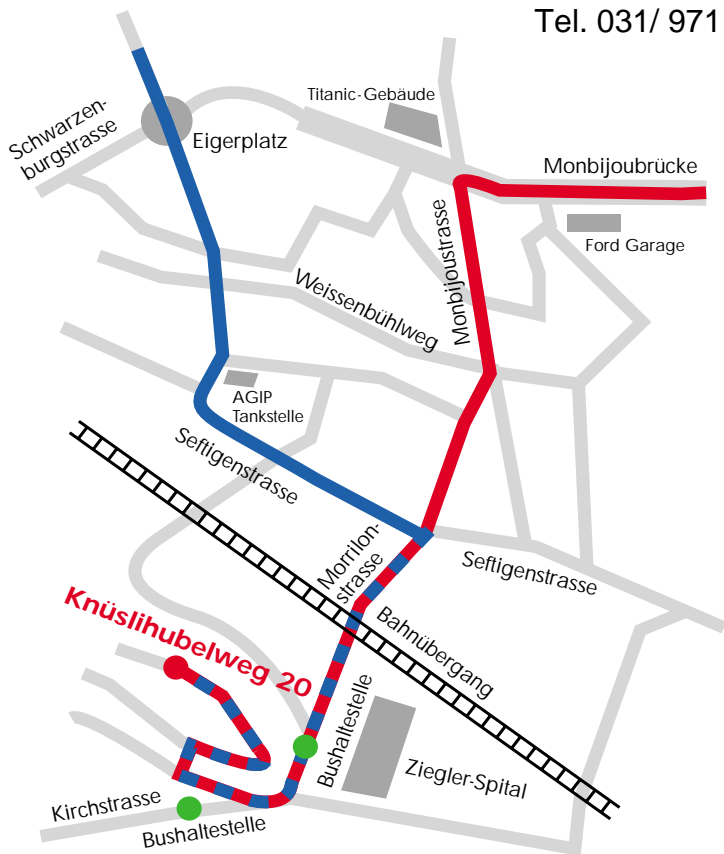 Tel. 031/ 971
Titanic-Gebäude
Schwarzen-
burgstrasse
Eigerplatz
Monbijoubrücke
Ford Garage
Monbijoustrasse
Weissenbühlweg
AGIP
Tankstelle
Seftigenstrasse
Morrilon-
strasse
Seftigenstrasse
Bahnübergang
Knüslihubelweg 20
Bushaltestelle
Ziegler-Spital
Kirchstrasse
Bushaltestelle